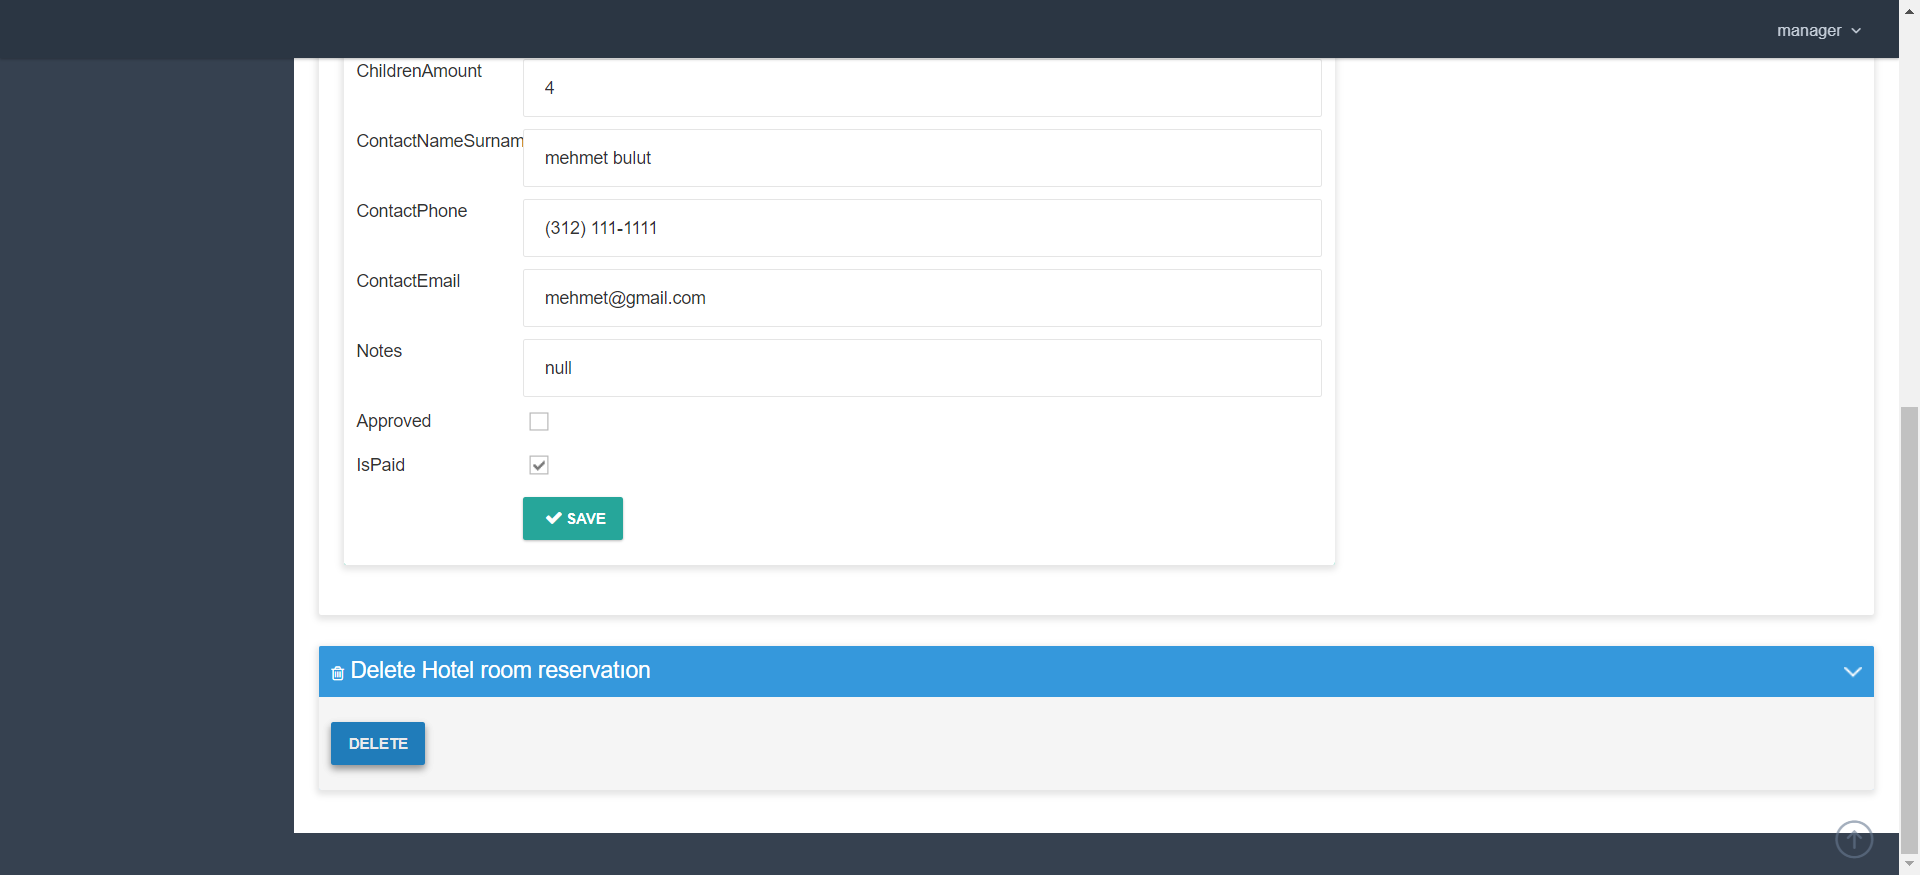 manager
ChildrenAmount
4
ContactNameSurnam
mehmet bulut
ContactPhone
(312) 111-1111
ContactEmail
mehmet@gmail.com
Notes
null
Approved
IsPaid
SAVE
Delete Hotel room reservatıon
DELETE